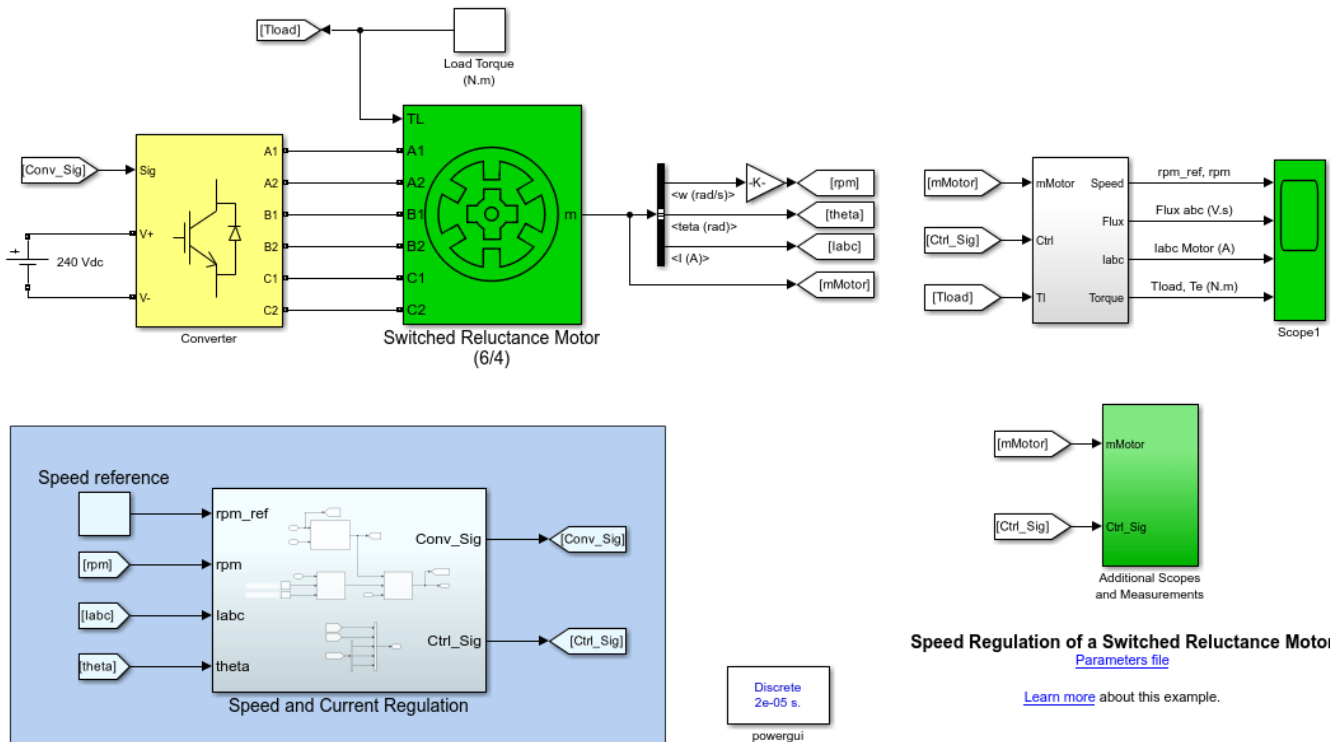 [Tload]
Load Torque
(N.m)
[Conv_Sig]
Sig
V+
V-
240 Vdc
+
A1
A2
B1
B2
C1
C2
Converter
TL
A1
A2
B1
B2
C1
C2
m
Switched Reluctance Motor
(6/4)
<w (rad/s)>
<teta (rad)>
<I (A)>
-K-
[rpm]
[theta]
[Iabc]
[mMotor]
[mMotor]
[Ctrl_Sig]
[Tload]
mMotor
Ctrl
Tl
Speed
Flux
Iabc
Torque
rpm_ref, rpm
Flux abc (V.s)
Iabc Motor (A)
Tload, Te (N.m)
Scope1
Speed reference
[rpm]
[Iabc]
[theta]
rpm_ref
rpm
Iabc
theta
Conv_Sig
Ctrl_Sig
[Conv_Sig]
[Ctrl_Sig]
Speed and Current Regulation
[mMotor]
[Ctrl_Sig]
mMotor
Ctrl_Sig
Additional Scopes
and Measurements
Discrete
2e-05 s.
powergui
Speed Regulation of a Switched Reluctance Motor
Parameters file
Learn more about this example.